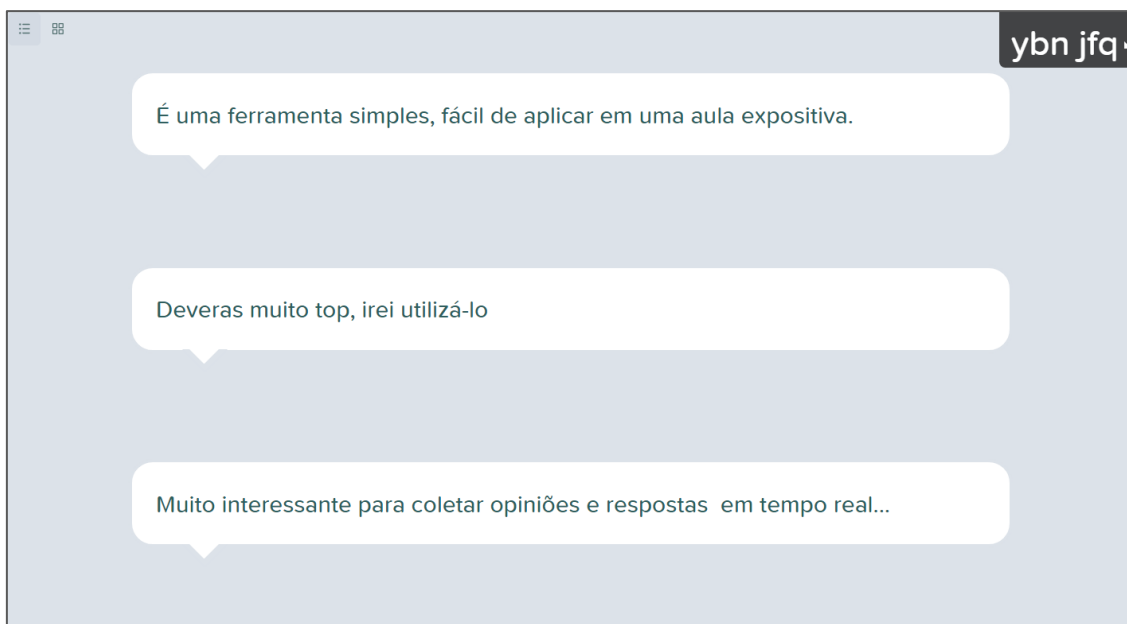 ybn jfq
É uma ferramenta simples, fácil de aplicar em uma aula expositiva.
Deveras muito top, irei utilizá-lo
Muito interessante para coletar opiniões e respostas  em tempo real...